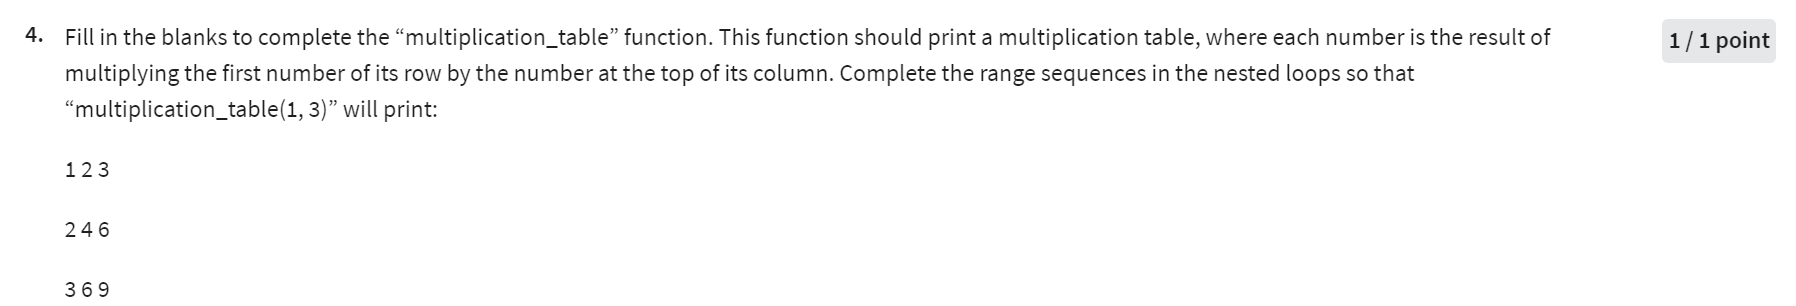 4. Fill in the blanks to complete the “multiplication_table” function. This function should print a multiplication table, where each number is the result of
multiplying the first number of its row by the number at the top of its column. Complete the range sequences in the nested loops so that
“multiplication_table(1, 3)” will print:
1 / 1 point
1 2 3
2 4 6
3 6 9